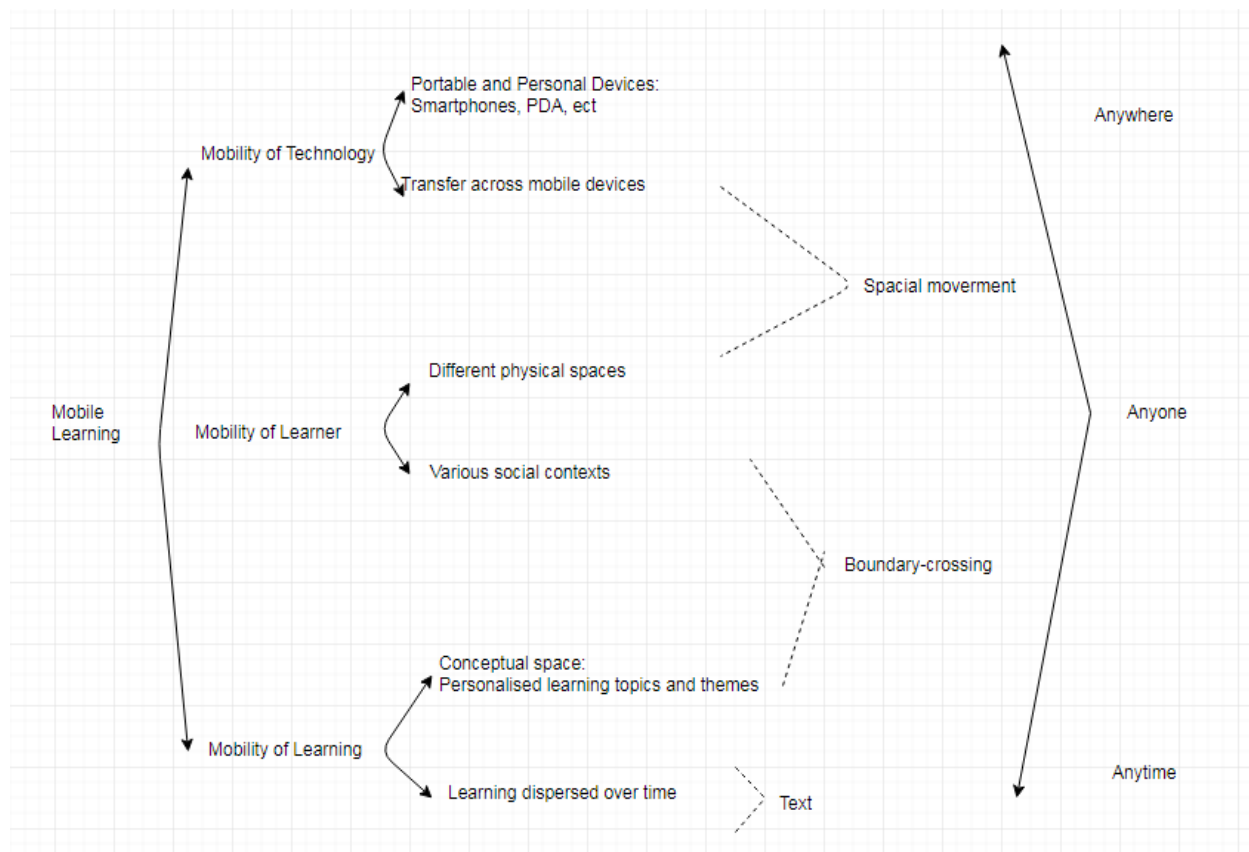 Portable and Personal Devices:
Smartphones, PDA, ect
Anywhere
Mobility of Technology
Transfer across mobile devices
Spacial moverment
Different physical spaces
Mobile
Learning
Mobility of Learner
Anyone
Various social contexts
Boundary-crossing
Conceptual space:
Personalised learning topics and themes
Mobility of Learning
Anytime
Learning dispersed over time
Text